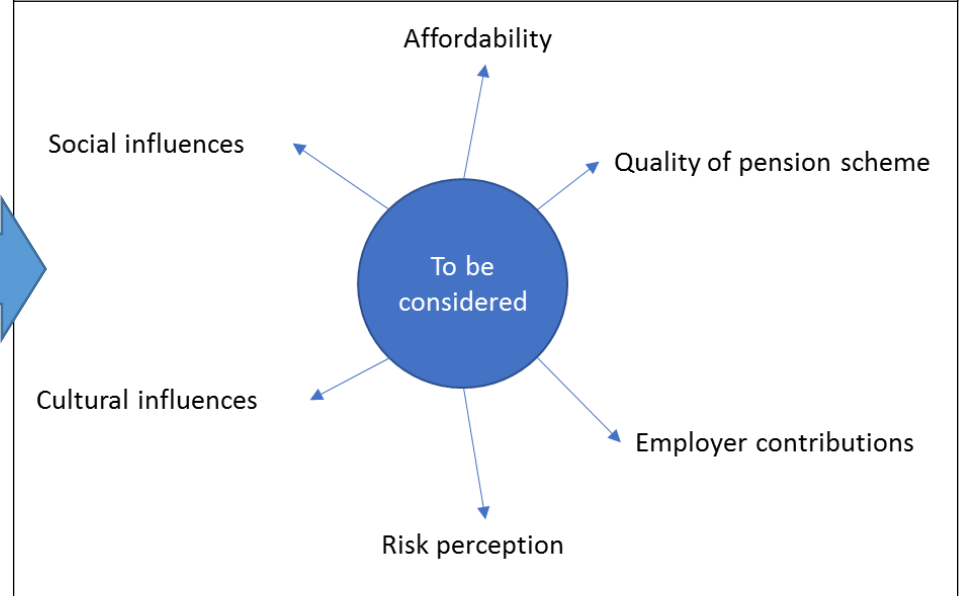 Affordability
Social influences
Quality of pension scheme
To be
considered
Cultural influences
Employer contributions
Risk perception